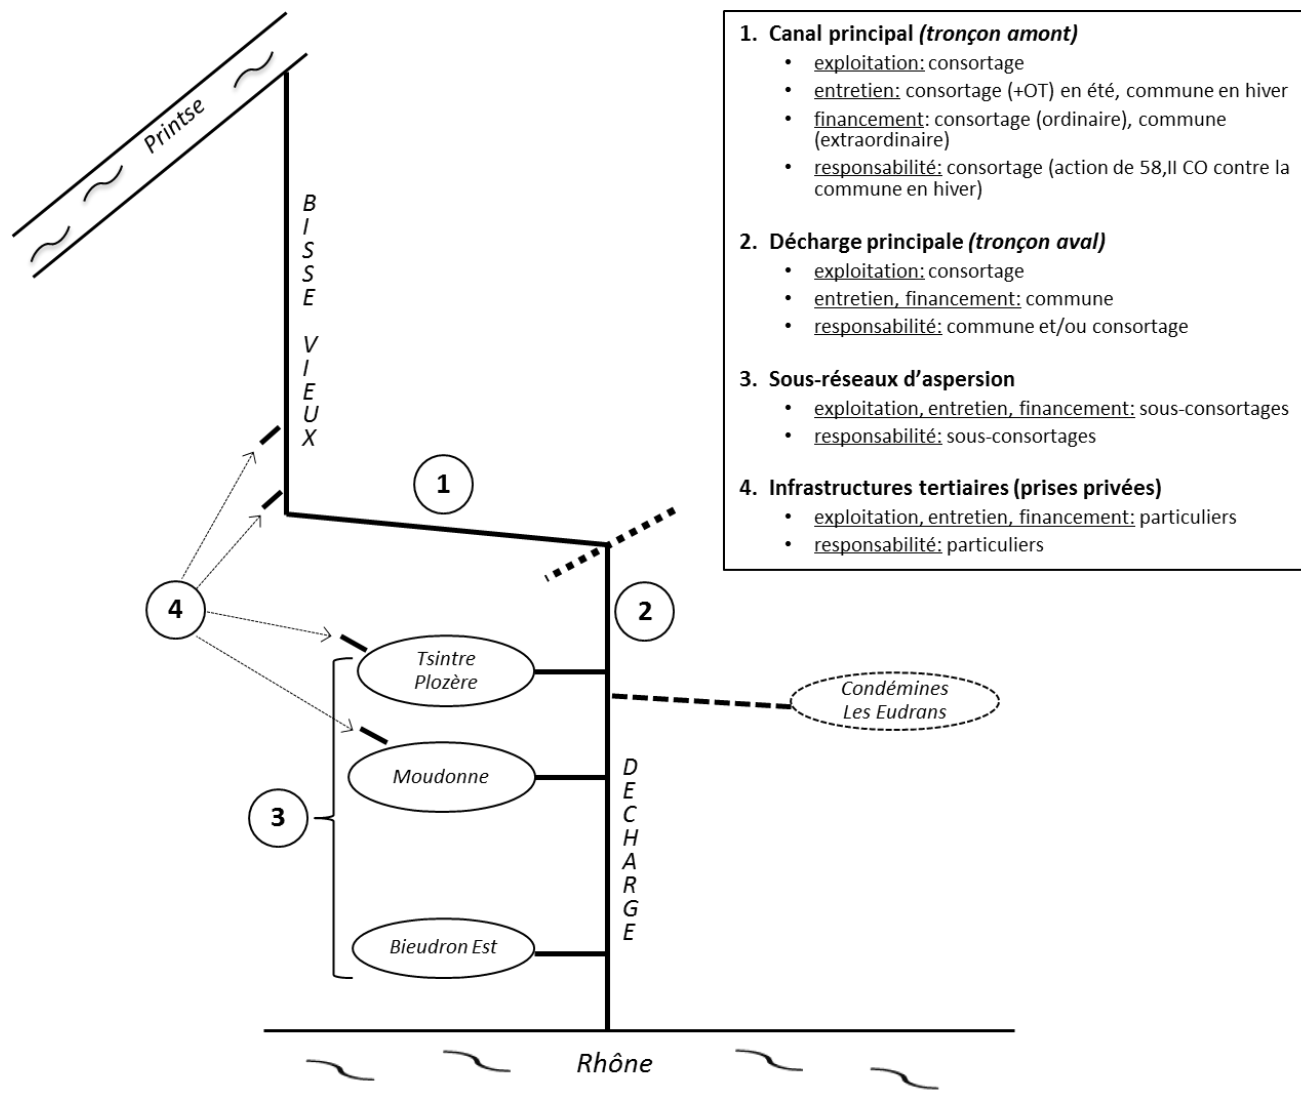 Printse
BISSE VIEUX
1. Canal principal (tronçon amont)
• exploitation: consortage
• entretien: consortage (+OT) en été, commune en hiver
• financement: consortage (ordinaire), commune
(extraordinaire)
• responsabilité: consortage (action de 58,II CO contre la
commune en hiver)
2. Décharge principale (tronçon aval)
• exploitation: consortage
• entretien, financement: commune
• responsabilité: commune et/ou consortage
3. Sous-réseaux d’aspersion
• exploitation, entretien, financement: sous-consortages
• responsabilité: sous-consortages
4. Infrastructures tertiaires (prises privées)
• exploitation, entretien, financement: particuliers
• responsabilité: particuliers
1
4
2
Tsintre
Plozère
Condémines
Les Eudrans
Moudonne
3
DECHARGE
Bieudron Est
Rhône